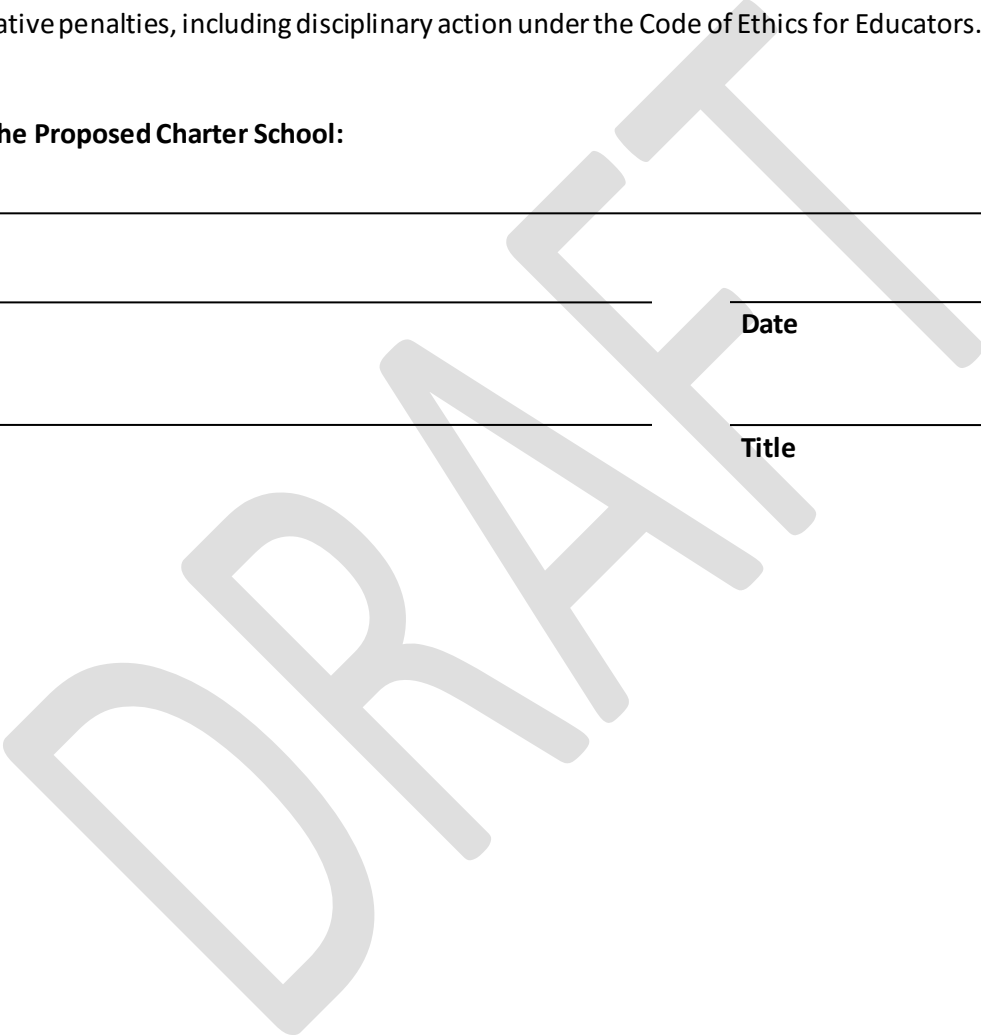 ative penalties, including disciplinary action under the Code of Ethics for Educators.
he Proposed Charter School:
Date
Title
DRAFT